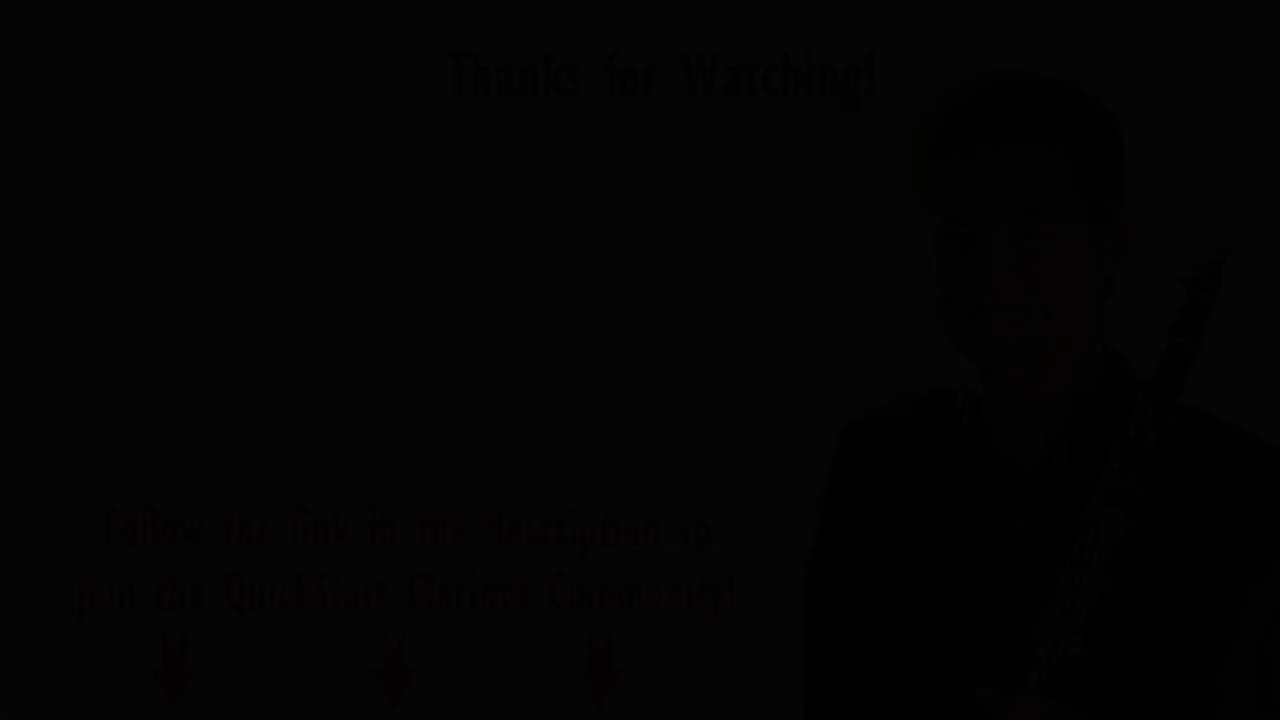 Thanks for Watching!
Follow the link in the description to
join the QuickStart Clarinet Community!